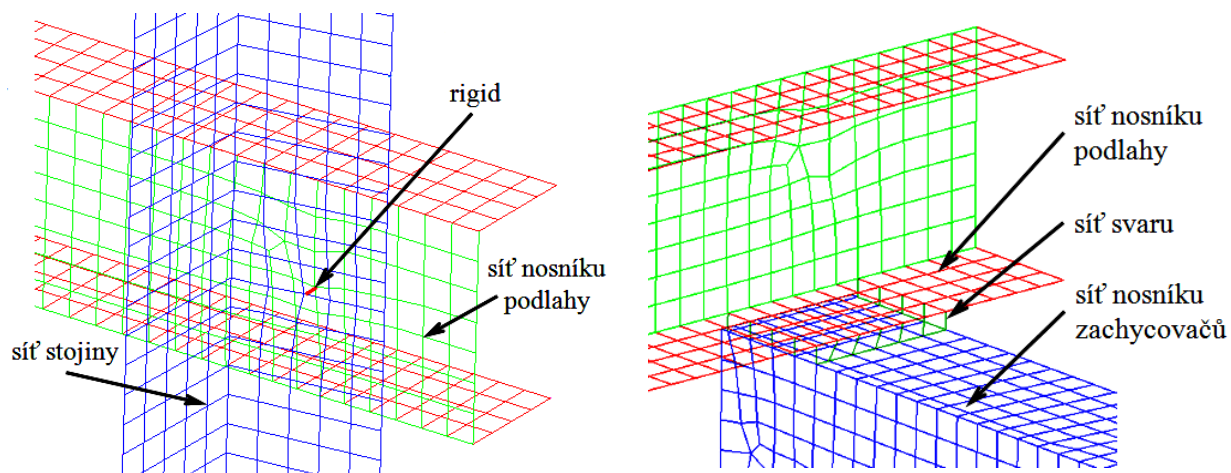 rigid
síť nosníku
podlahy
síť stojiny
síť nosníku
podlahy
síť svaru
síť nosníku
zachycovačů